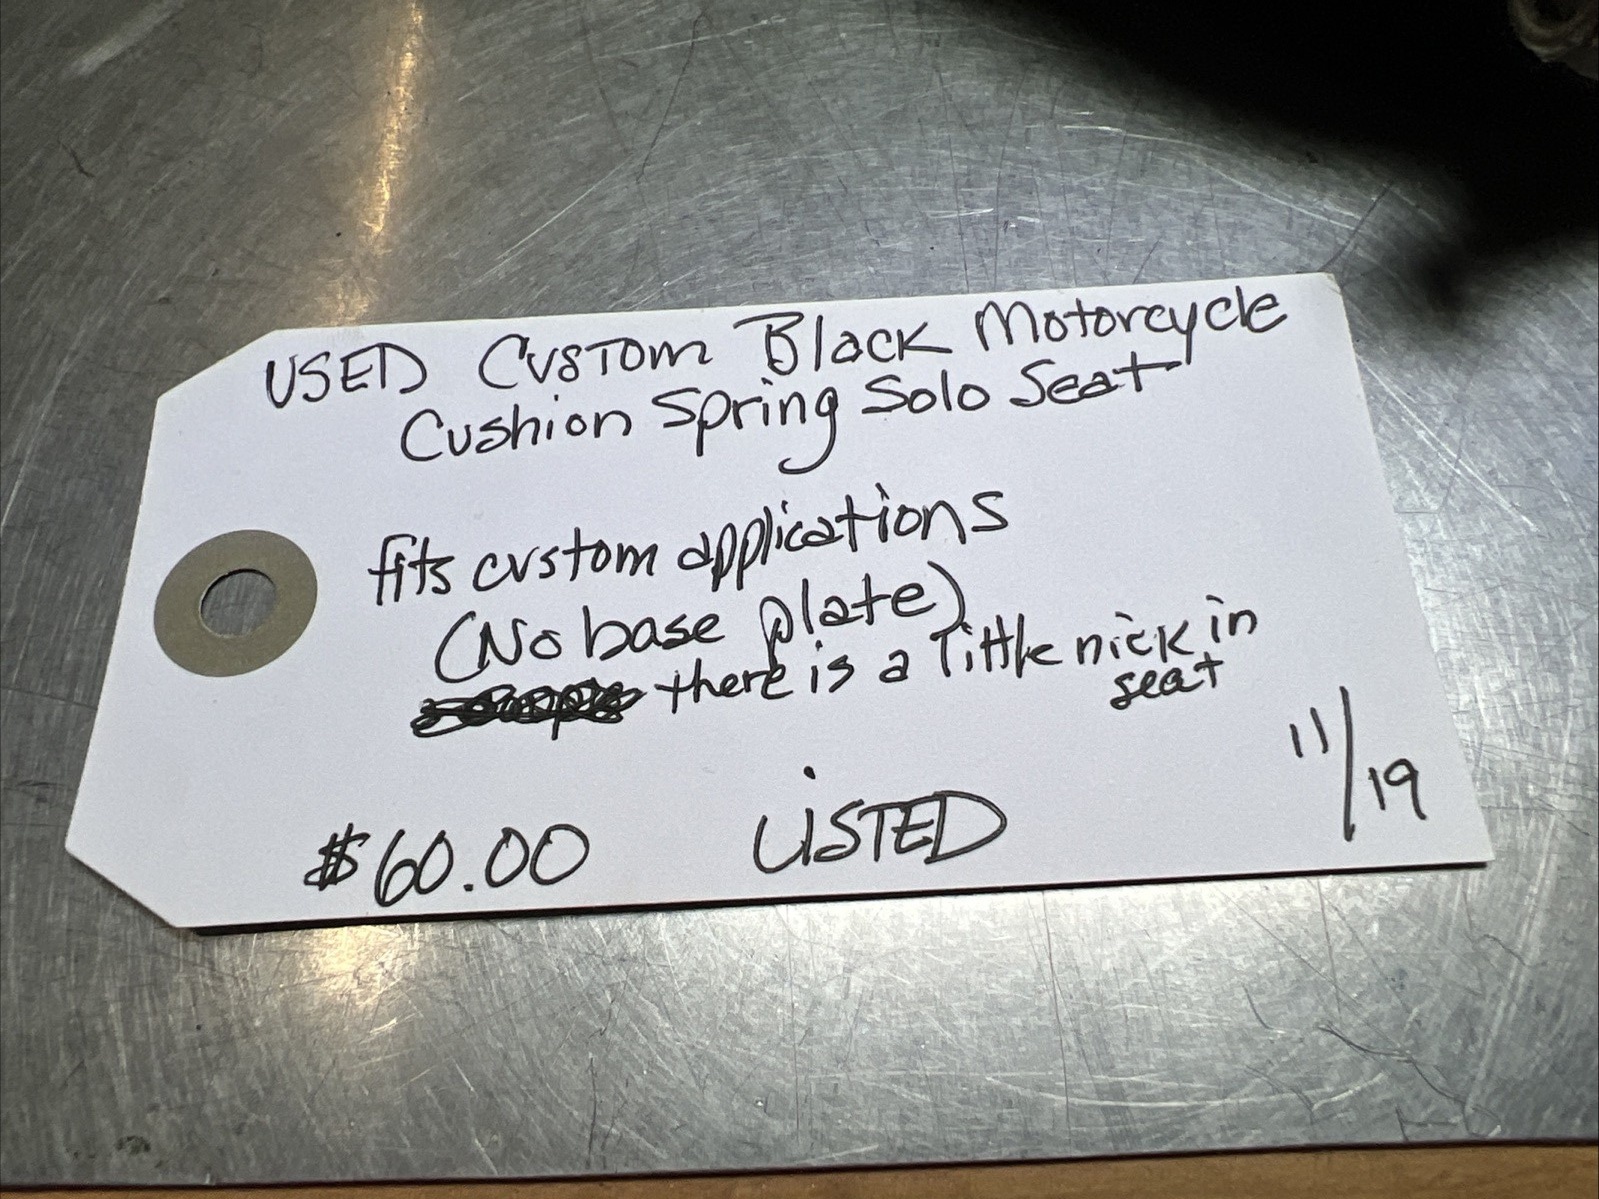 USED Custom Black Motorcycle
Cushion Spring Solo Seat
fits custom applications
(No base plate)
there is a little nick in
seat
11/19
$60.00 LiSTED